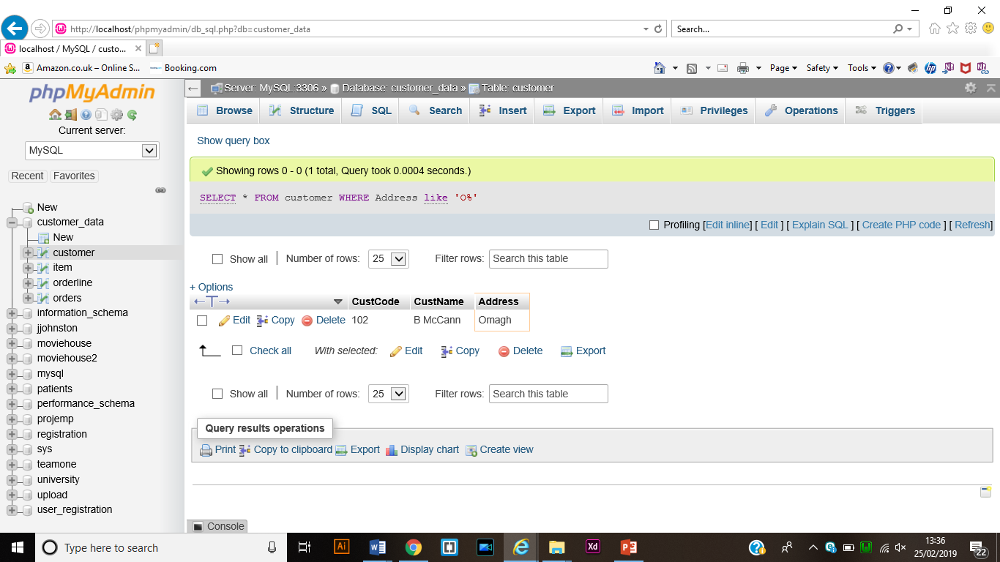 http://localhost/phpmyadmin/db_sql.php?db=customer_data
Search...
localhost / MySQL / custo...
Amazon.co.uk – Online S...
Booking.com
Page
Safety
Tools
phpMyAdmin
Current server:
MySQL
Recent
Favorites
New
customer_data
New
customer
item
orderline
orders
information_schema
jjohnston
moviehouse
moviehouse2
mysql
patients
performance_schema
projemp
registration
sys
teamone
university
upload
user_registration
Server: MySQL:3306 » Database: customer_data » Table: customer
Browse Structure SQL Search Insert Export Import Privileges Operations Triggers
Show query box
Showing rows 0 - 0 (1 total, Query took 0.0004 seconds.)
SELECT * FROM customer WHERE Address like 'O%'
Profiling [Edit inline] [ Edit ] [ Explain SQL ] [ Create PHP code ] [ Refresh]
Show all | Number of rows: 25 Filter rows: Search this table
+ Options
←T→ CustCode CustName Address
Edit Copy Delete 102 B McCann Omagh
Check all With selected: Edit Copy Delete Export
Show all | Number of rows: 25 Filter rows: Search this table
Query results operations
Print Copy to clipboard Export Display chart Create view
Console
Type here to search
Ai
Xd
13:36
25/02/2019
22